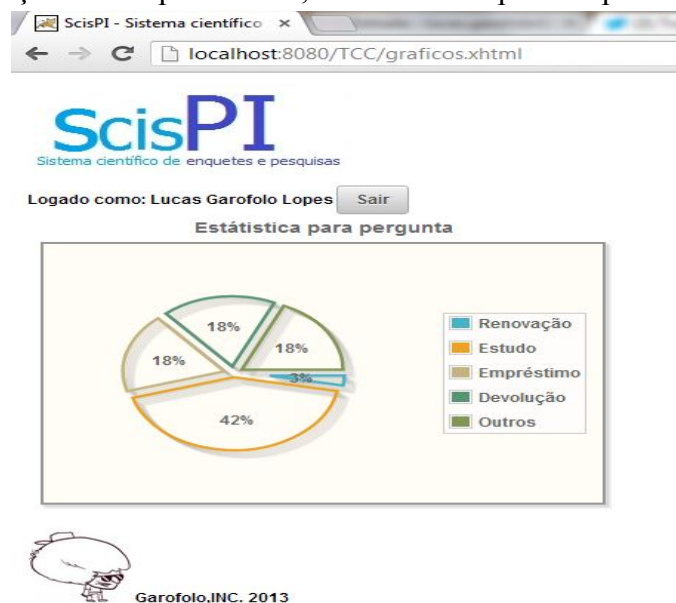 ScisPI - Sistema científico
localhost:8080/TCC/graficos.xhtml
ScisPI
Sistema científico de enquetes e pesquisas
Logado como: Lucas Garofolo Lopes Sair
Estátistica para pergunta
18%
18%
18%
3%
42%
Renovação
Estudo
Empréstimo
Devolução
Outros
Garofolo,INC. 2013